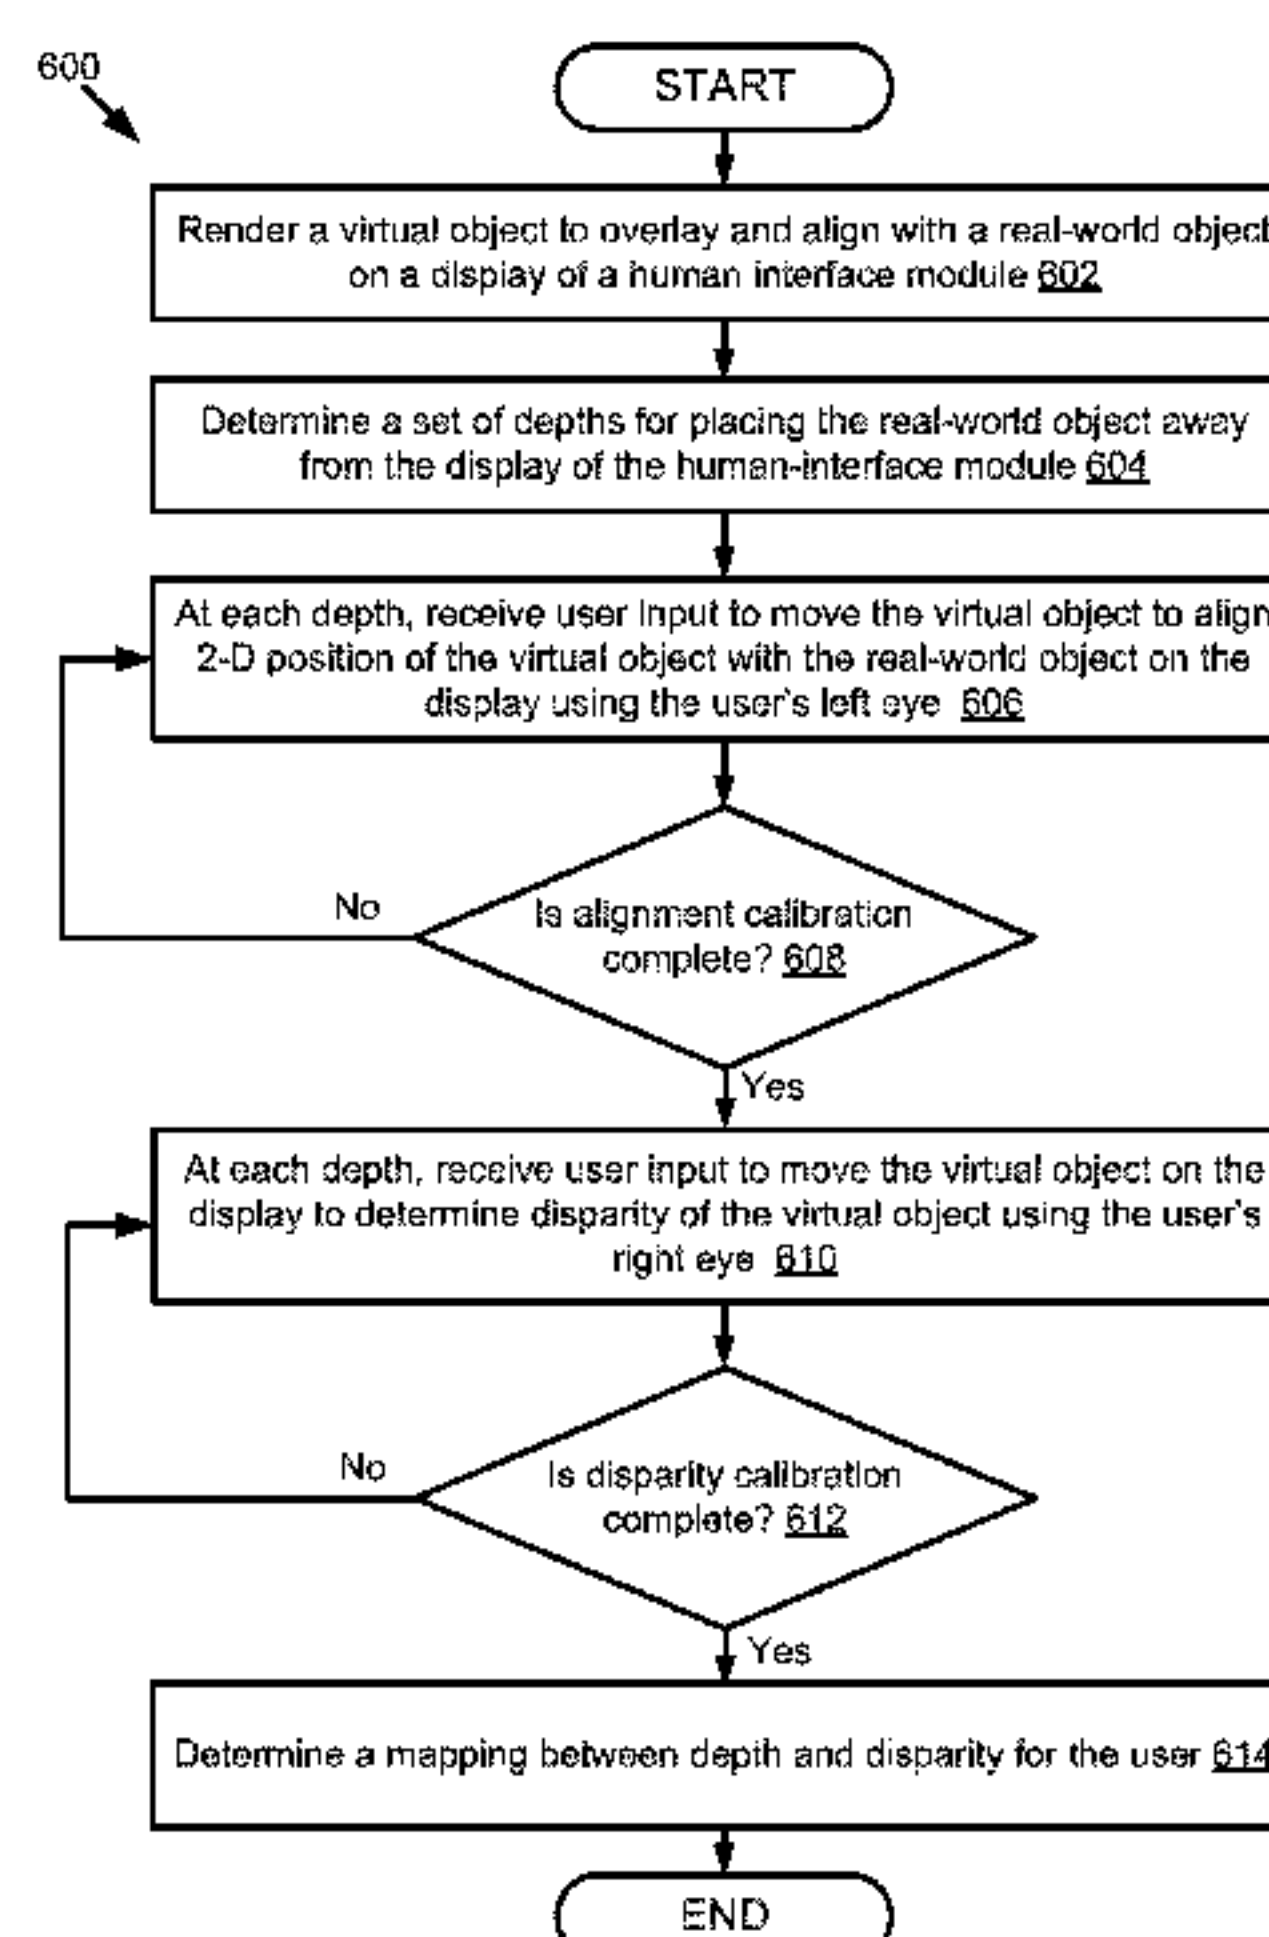 600
START
Render a virtual object to overlay and align with a real-world object
on a display of a human interface module 602
Determine a set of depths for placing the real-world object away
from the display of the human-interface module 604
At each depth, receive user input to move the virtual object to align
2-D position of the virtual object with the real-world object on the
display using the user's left eye 606
No
Is alignment calibration
complete? 608
Yes
At each depth, receive user input to move the virtual object on the
display to determine disparity of the virtual object using the user's
right eye 610
No
Is disparity calibration
complete? 612
Yes
Determine a mapping between depth and disparity for the user 614
END